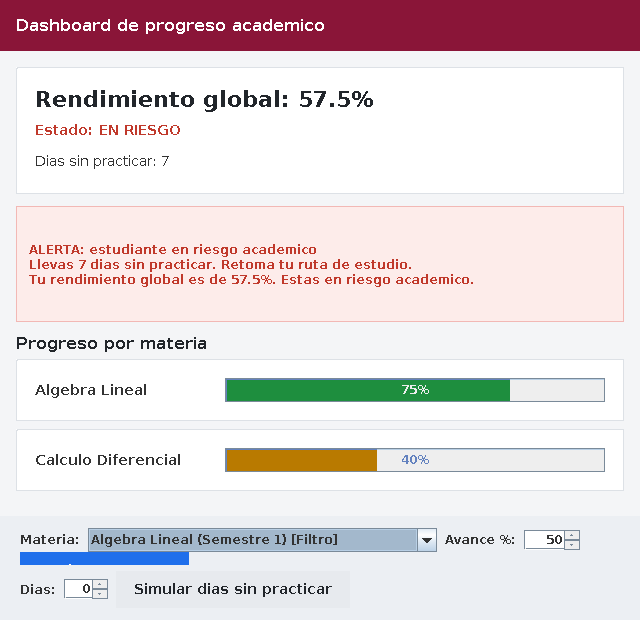 Dashboard de progreso academico
Rendimiento global: 57.5%
Estado: EN RIESGO
Dias sin practicar: 7
ALERTA: estudiante en riesgo academico
Llevas 7 dias sin practicar. Retoma tu ruta de estudio.
Tu rendimiento global es de 57.5%. Estas en riesgo academico.
Progreso por materia
Algebra Lineal 75%
Calculo Diferencial 40%
Materia: Algebra Lineal (Semestre 1) [Filtro] Avance %: 50
Dias: 0 Simular dias sin practicar